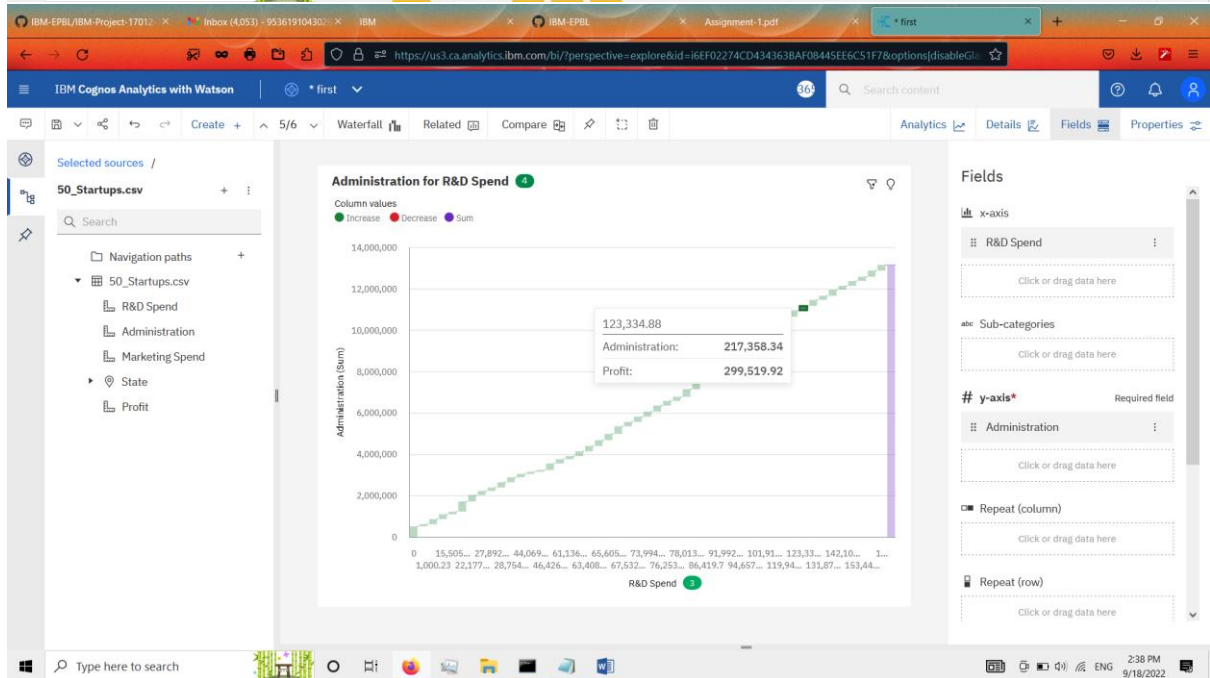 IBM-EPBL/IBM-Project-17012-
Inbox (4,053) - 9536191043020
IBM
IBM-EPBL
Assignment-1.pdf
* first
https://us3.ca.analytics.ibm.com/bi/?perspective=explore&id=i6EF02274CD434363BAF08445EE6C51F7&options[disableGla
IBM Cognos Analytics with Watson
* first
Search content
Create +
5/6
Waterfall
Related
Compare
Analytics
Details
Fields
Properties
Selected sources /
50_Startups.csv
Search
Navigation paths
50_Startups.csv
R&D Spend
Administration
Marketing Spend
State
Profit
Administration for R&D Spend 4
Column values
Increase Decrease Sum
14,000,000
12,000,000
10,000,000
8,000,000
6,000,000
4,000,000
2,000,000
0
Administration (Sum)
123,334.88
Administration: 217,358.34
Profit: 299,519.92
0 15,505... 27,892... 44,069... 61,136... 65,605... 73,994... 78,013... 91,992... 101,91... 123,33... 142,10... 1...
1,000.23 22,177... 28,754... 46,426... 63,408... 67,532... 76,253... 86,419.7 94,657... 119,94... 131,87... 153,44...
R&D Spend 3
Fields
x-axis
R&D Spend
Click or drag data here
abc Sub-categories
Click or drag data here
# y-axis* Required field
Administration
Click or drag data here
Repeat (column)
Click or drag data here
Repeat (row)
Click or drag data here
Type here to search
ENG
2:38 PM
9/18/2022